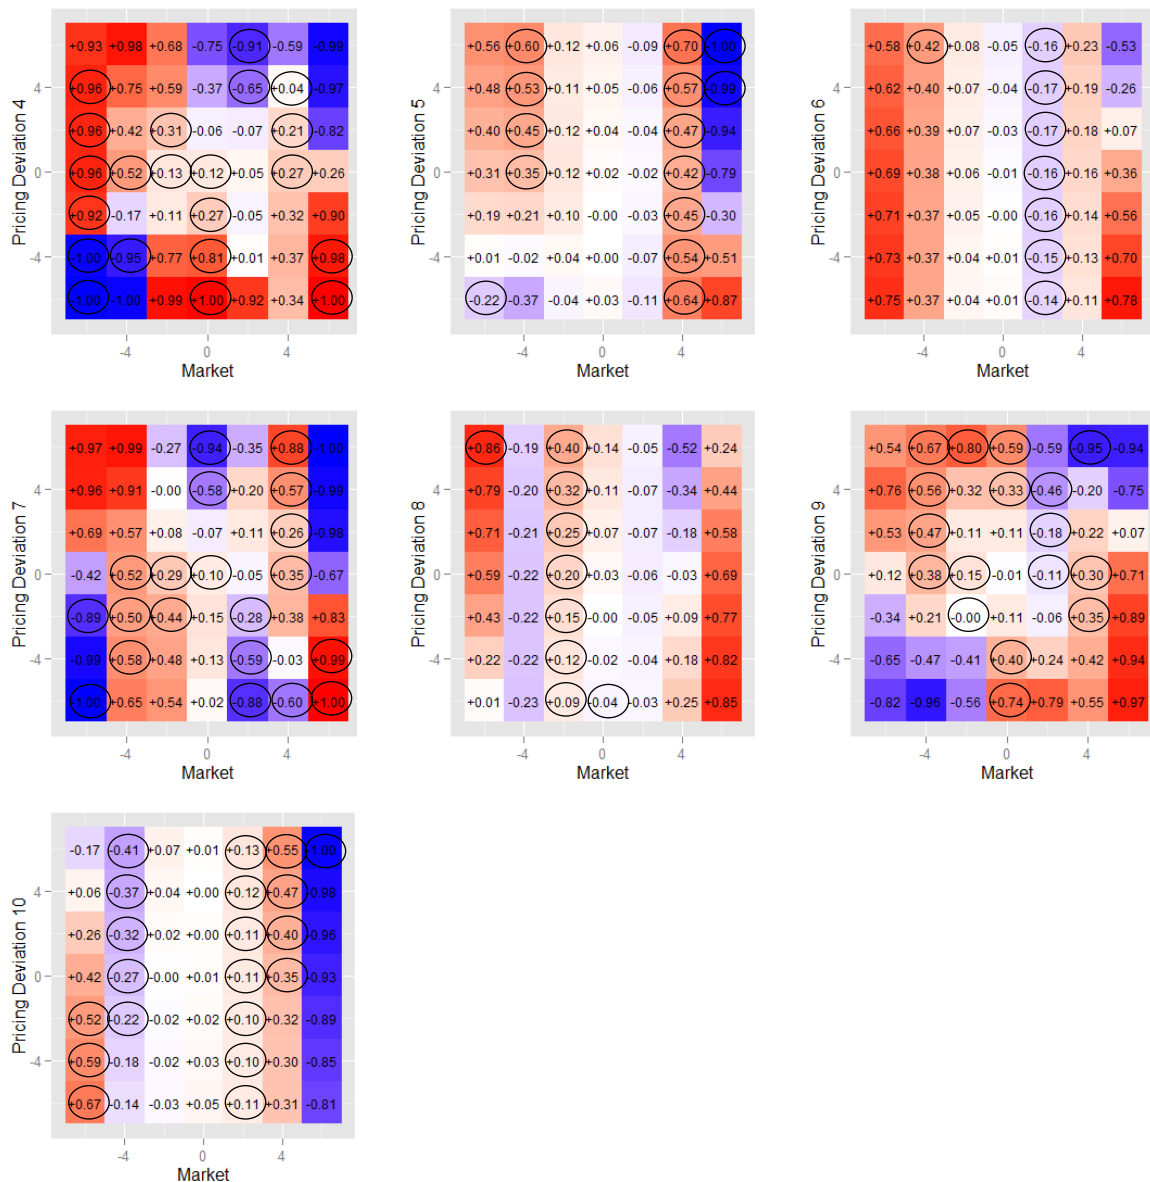 +0.93 +0.98 +0.68 -0.75 -0.91 -0.59 -0.99
4 +0.96 +0.75 +0.59 -0.37 -0.65 +0.04 -0.97
+0.96 +0.42 +0.31 -0.06 -0.07 +0.21 -0.82
0 +0.96 +0.52 +0.13 +0.12 +0.05 +0.27 +0.26
+0.92 -0.17 +0.11 +0.27 -0.05 +0.32 +0.90
-4 -1.00 -0.95 +0.77 +0.81 +0.01 +0.37 +0.98
-1.00 -1.00 +0.99 +1.00 +0.92 +0.34 +1.00
-4 0 4
Market
Pricing Deviation 4
+0.56 +0.60 +0.12 +0.06 -0.09 +0.70 -1.00
4 +0.48 +0.53 +0.11 +0.05 -0.06 +0.57 -0.99
+0.40 +0.45 +0.12 +0.04 -0.04 +0.47 -0.94
0 +0.31 +0.35 +0.12 +0.02 -0.02 +0.42 -0.79
+0.19 +0.21 +0.10 -0.00 -0.03 +0.45 -0.30
-4 +0.01 -0.02 +0.04 +0.00 -0.07 +0.54 +0.51
-0.22 -0.37 -0.04 +0.03 -0.11 +0.64 +0.87
-4 0 4
Market
Pricing Deviation 5
+0.58 +0.42 +0.08 -0.05 -0.16 +0.23 -0.53
4 +0.62 +0.40 +0.07 -0.04 -0.17 +0.19 -0.26
+0.66 +0.39 +0.07 -0.03 -0.17 +0.18 +0.07
0 +0.69 +0.38 +0.06 -0.01 -0.16 +0.16 +0.36
+0.71 +0.37 +0.05 -0.00 -0.16 +0.14 +0.56
-4 +0.73 +0.37 +0.04 +0.01 -0.15 +0.13 +0.70
+0.75 +0.37 +0.04 +0.01 -0.14 +0.11 +0.78
-4 0 4
Market
Pricing Deviation 6
+0.97 +0.99 -0.27 -0.94 -0.35 +0.88 -1.00
4 +0.96 +0.91 -0.00 -0.58 +0.20 +0.57 -0.99
+0.69 +0.57 +0.08 -0.07 +0.11 +0.26 -0.98
0 -0.42 +0.52 +0.29 +0.10 -0.05 +0.35 -0.67
-0.89 +0.50 +0.44 +0.15 -0.28 +0.38 +0.83
-4 -0.99 +0.58 +0.48 +0.13 -0.59 -0.03 +0.99
-1.00 +0.65 +0.54 +0.02 -0.88 -0.60 +1.00
-4 0 4
Market
Pricing Deviation 7
+0.86 -0.19 +0.40 +0.14 -0.05 -0.52 +0.24
4 +0.79 -0.20 +0.32 +0.11 -0.07 -0.34 +0.44
+0.71 -0.21 +0.25 +0.07 -0.07 -0.18 +0.58
0 +0.59 -0.22 +0.20 +0.03 -0.06 -0.03 +0.69
+0.43 -0.22 +0.15 -0.00 -0.05 +0.09 +0.77
-4 +0.22 -0.22 +0.12 -0.02 -0.04 +0.18 +0.82
+0.01 -0.23 +0.09 -0.04 -0.03 +0.25 +0.85
-4 0 4
Market
Pricing Deviation 8
+0.54 +0.67 +0.80 +0.59 -0.59 -0.95 -0.94
4 +0.76 +0.56 +0.32 +0.33 -0.46 -0.20 -0.75
+0.53 +0.47 +0.11 +0.11 -0.18 +0.22 +0.07
0 +0.12 +0.38 +0.15 -0.01 -0.11 +0.30 +0.71
-0.34 +0.21 -0.00 +0.11 -0.06 +0.35 +0.89
-4 -0.65 -0.47 -0.41 +0.40 +0.24 +0.42 +0.94
-0.82 -0.96 -0.56 +0.74 +0.79 +0.55 +0.97
-4 0 4
Market
Pricing Deviation 9
-0.17 -0.41 +0.07 +0.01 +0.13 +0.55 -1.00
4 +0.06 -0.37 +0.04 +0.00 +0.12 +0.47 -0.98
+0.26 -0.32 +0.02 +0.00 +0.11 +0.40 -0.96
0 +0.42 -0.27 -0.00 +0.01 +0.11 +0.35 -0.93
+0.52 -0.22 -0.02 +0.02 +0.10 +0.32 -0.89
-4 +0.59 -0.18 -0.02 +0.03 +0.10 +0.30 -0.85
+0.67 -0.14 -0.03 +0.05 +0.11 +0.31 -0.81
-4 0 4
Market
Pricing Deviation 10